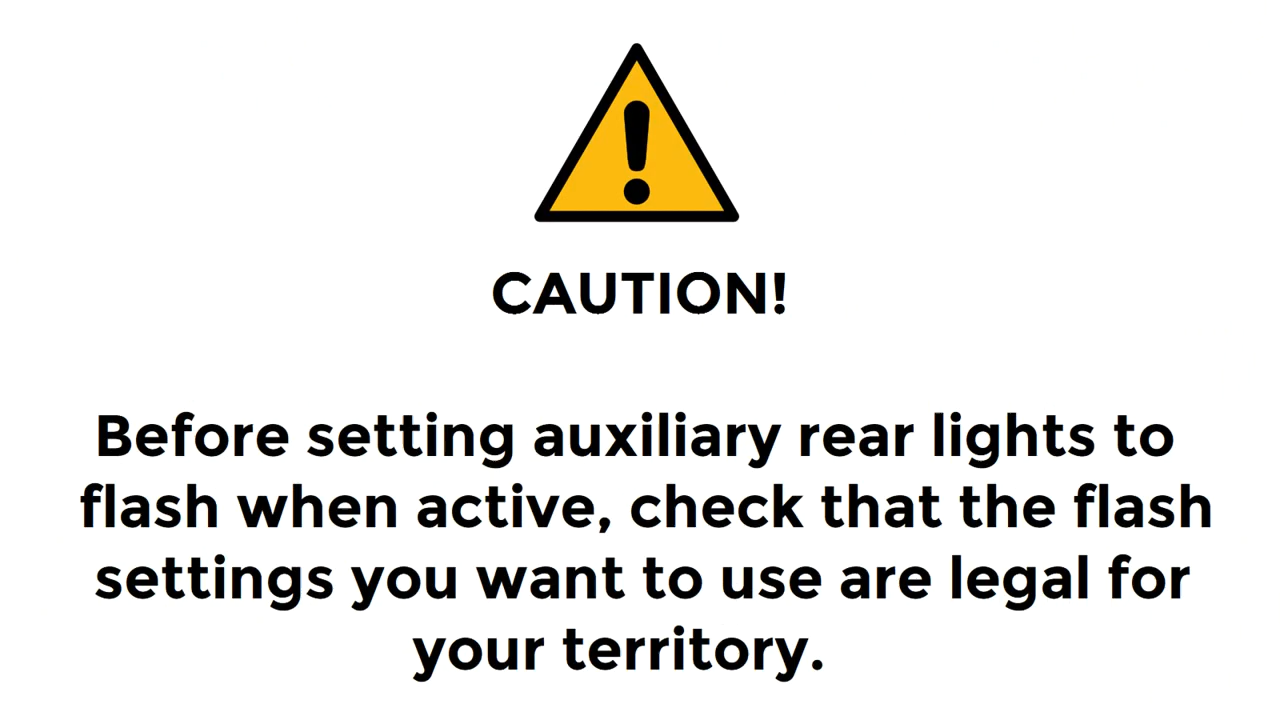 CAUTION!
Before setting auxiliary rear lights to
flash when active, check that the flash
settings you want to use are legal for
your territory.